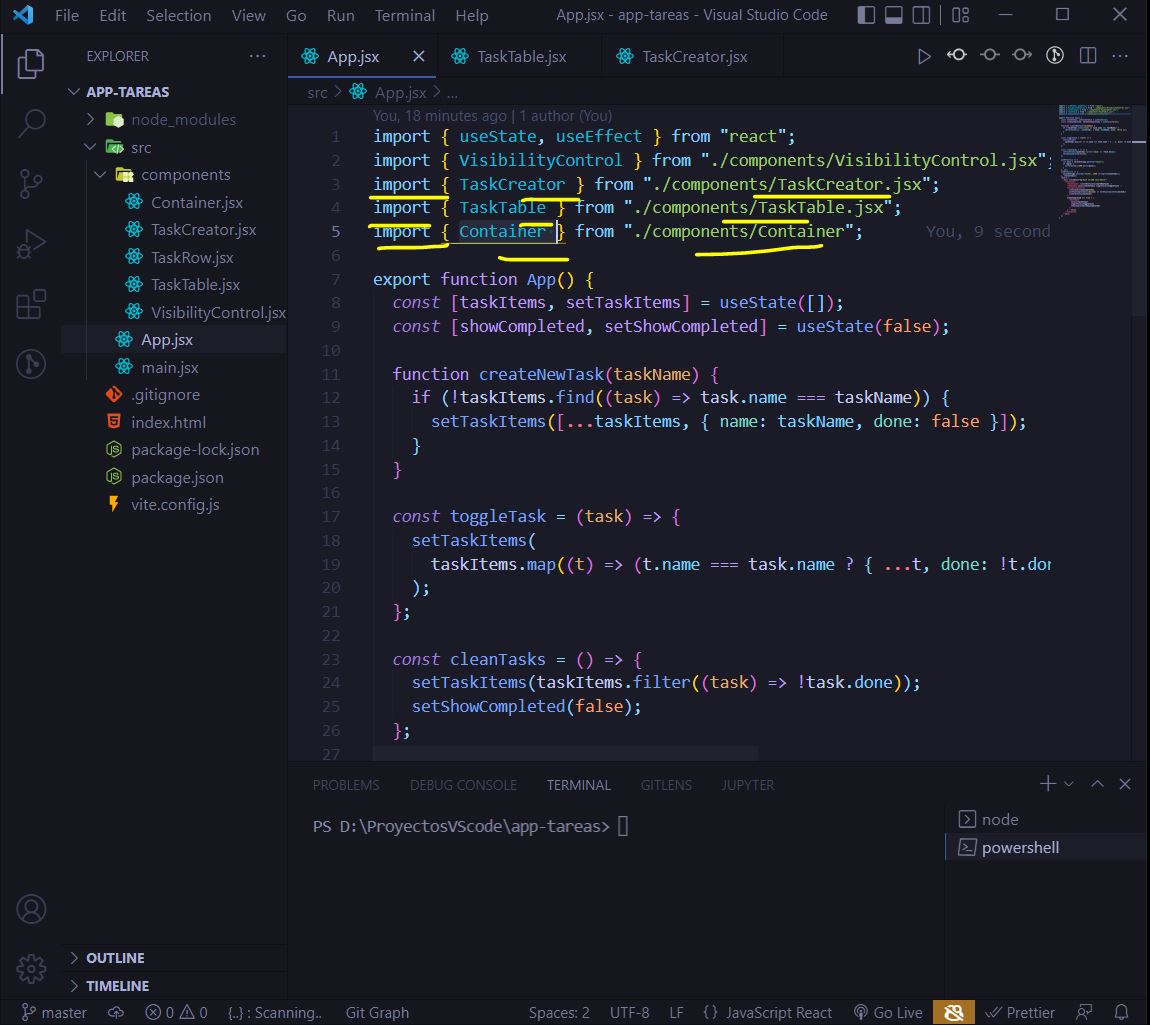 File Edit Selection View Go Run Terminal Help App.jsx - app-tareas - Visual Studio Code
EXPLORER
APP-TAREAS
node_modules
src
components
Container.jsx
TaskCreator.jsx
TaskRow.jsx
TaskTable.jsx
VisibilityControl.jsx
App.jsx
main.jsx
.gitignore
index.html
package-lock.json
package.json
vite.config.js
OUTLINE
TIMELINE
App.jsx TaskTable.jsx TaskCreator.jsx
src > App.jsx > ...
You, 18 minutes ago | 1 author (You)
1 import { useState, useEffect } from "react";
2 import { VisibilityControl } from "./components/VisibilityControl.jsx";
3 import { TaskCreator } from "./components/TaskCreator.jsx";
4 import { TaskTable } from "./components/TaskTable.jsx";
5 import { Container } from "./components/Container"; You, 9 second
6
7 export function App() {
8 const [taskItems, setTaskItems] = useState([]);
9 const [showCompleted, setShowCompleted] = useState(false);
10
11 function createNewTask(taskName) {
12 if (!taskItems.find((task) => task.name === taskName)) {
13 setTaskItems([...taskItems, { name: taskName, done: false }]);
14 }
15 }
16
17 const toggleTask = (task) => {
18 setTaskItems(
19 taskItems.map((t) => (t.name === task.name ? { ...t, done: !t.don
20 );
21 };
22
23 const cleanTasks = () => {
24 setTaskItems(taskItems.filter((task) => !task.done));
25 setShowCompleted(false);
26 };
27
PROBLEMS DEBUG CONSOLE TERMINAL GITLENS JUPYTER
PS D:\ProyectosVScode\app-tareas>
node
powershell
master 0 0 {..} : Scanning.. Git Graph Spaces: 2 UTF-8 LF {} JavaScript React Go Live Prettier